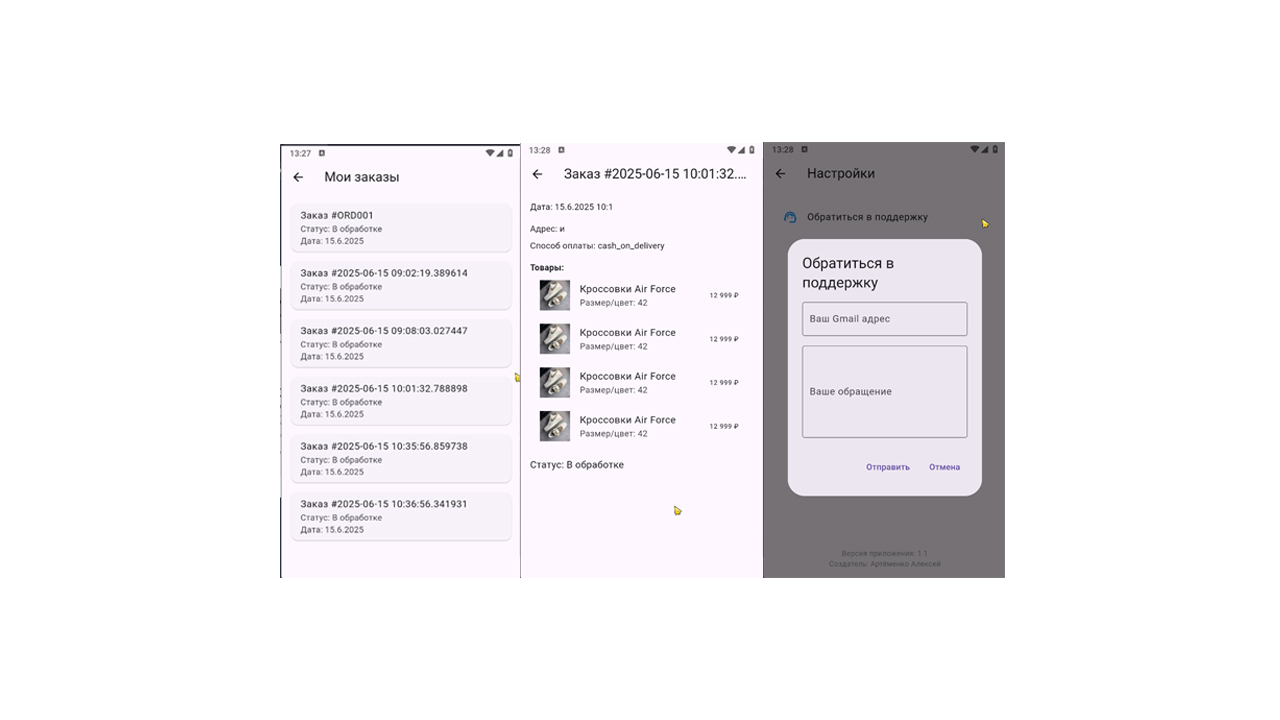 13:27
Мои заказы
Заказ #ORD001
Статус: В обработке
Дата: 15.6.2025
Заказ #2025-06-15 09:02:19.389614
Статус: В обработке
Дата: 15.6.2025
Заказ #2025-06-15 09:08:03.027447
Статус: В обработке
Дата: 15.6.2025
Заказ #2025-06-15 10:01:32.788898
Статус: В обработке
Дата: 15.6.2025
Заказ #2025-06-15 10:35:56.859738
Статус: В обработке
Дата: 15.6.2025
Заказ #2025-06-15 10:36:56.341931
Статус: В обработке
Дата: 15.6.2025
13:28
Заказ #2025-06-15 10:01:32....
Дата: 15.6.2025 10:1
Адрес: и
Способ оплаты: cash_on_delivery
Товары:
Кроссовки Air Force
Размер/цвет: 42
12 999 ₽
Кроссовки Air Force
Размер/цвет: 42
12 999 ₽
Кроссовки Air Force
Размер/цвет: 42
12 999 ₽
Кроссовки Air Force
Размер/цвет: 42
12 999 ₽
Статус: В обработке
13:28
Настройки
Обратиться в поддержку
Обратиться в
поддержку
Ваш Gmail адрес
Ваше обращение
Отправить Отмена
Версия приложения: 1.1
Создатель: Артёменко Алексей